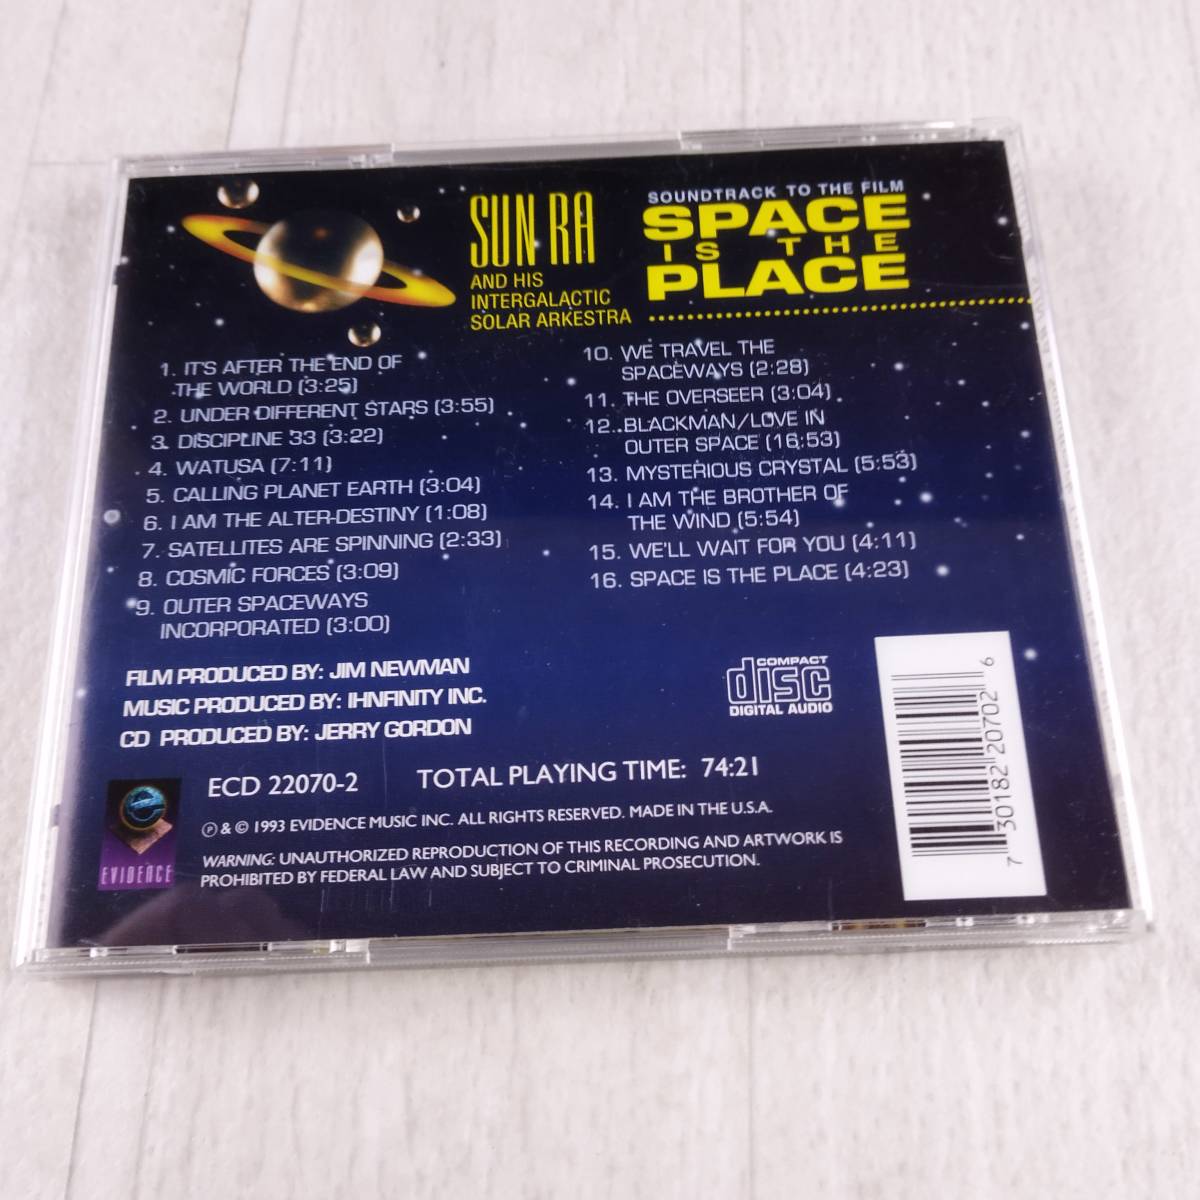 SUN RA
AND HIS
INTERGALACTIC
SOLAR ARKESTRA
SOUNDTRACK TO THE FILM
SPACE
IS THE
PLACE
1. IT'S AFTER THE END OF
THE WORLD (3:25)
2. UNDER DIFFERENT STARS (3:55)
3. DISCIPLINE 33 (3:22)
4. WATUSA (7:11)
5. CALLING PLANET EARTH (3:04)
6. I AM THE ALTER-DESTINY (1:08)
7. SATELLITES ARE SPINNING (2:33)
8. COSMIC FORCES (3:09)
9. OUTER SPACEWAYS
INCORPORATED (3:00)
10. WE TRAVEL THE
SPACEWAYS (2:28)
11. THE OVERSEER (3:04)
12. BLACKMAN/LOVE IN
OUTER SPACE (16:53)
13. MYSTERIOUS CRYSTAL (5:53)
14. I AM THE BROTHER OF
THE WIND (5:54)
15. WE'LL WAIT FOR YOU (4:11)
16. SPACE IS THE PLACE (4:23)
FILM PRODUCED BY: JIM NEWMAN
MUSIC PRODUCED BY: IHNFINITY INC.
CD PRODUCED BY: JERRY GORDON
COMPACT
disc
DIGITAL AUDIO
7 30182 20702 6
ECD 22070-2 TOTAL PLAYING TIME: 74:21
℗ & © 1993 EVIDENCE MUSIC INC. ALL RIGHTS RESERVED. MADE IN THE U.S.A.
WARNING: UNAUTHORIZED REPRODUCTION OF THIS RECORDING AND ARTWORK IS
PROHIBITED BY FEDERAL LAW AND SUBJECT TO CRIMINAL PROSECUTION.
EVIDENCE